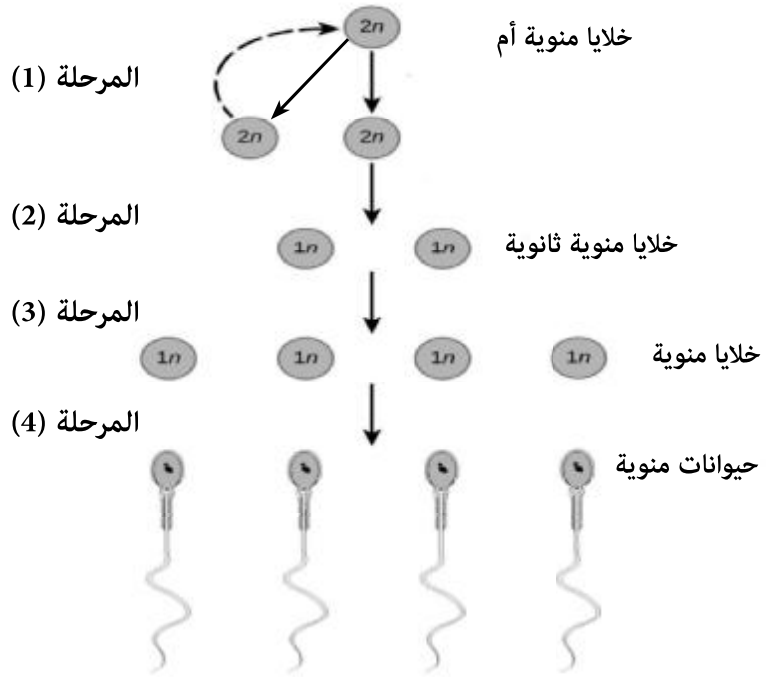 2n
خلايا منوية أم
المرحلة (1)
2n 2n
المرحلة (2)
1n 1n خلايا منوية ثانوية
المرحلة (3)
1n 1n 1n 1n خلايا منوية
المرحلة (4)
حيوانات منوية